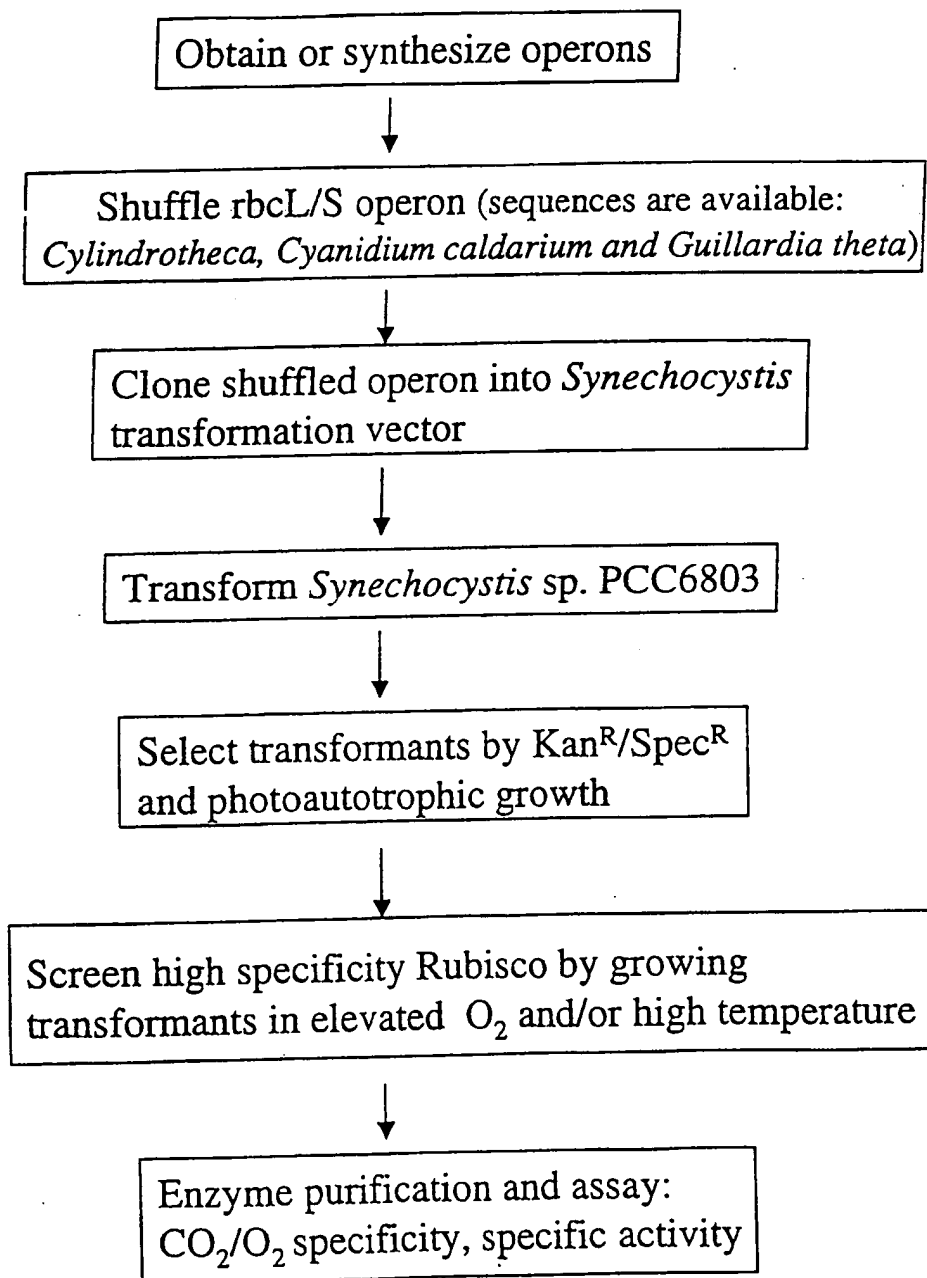 Obtain or synthesize operons
Shuffle rbcL/S operon (sequences are available:
Cylindrotheca, Cyanidium caldarium and Guillardia theta)
Clone shuffled operon into Synechocystis
transformation vector
Transform Synechocystis sp. PCC6803
Select transformants by Kan^R/Spec^R
and photoautotrophic growth
Screen high specificity Rubisco by growing
transformants in elevated O₂ and/or high temperature
Enzyme purification and assay:
CO₂/O₂ specificity, specific activity